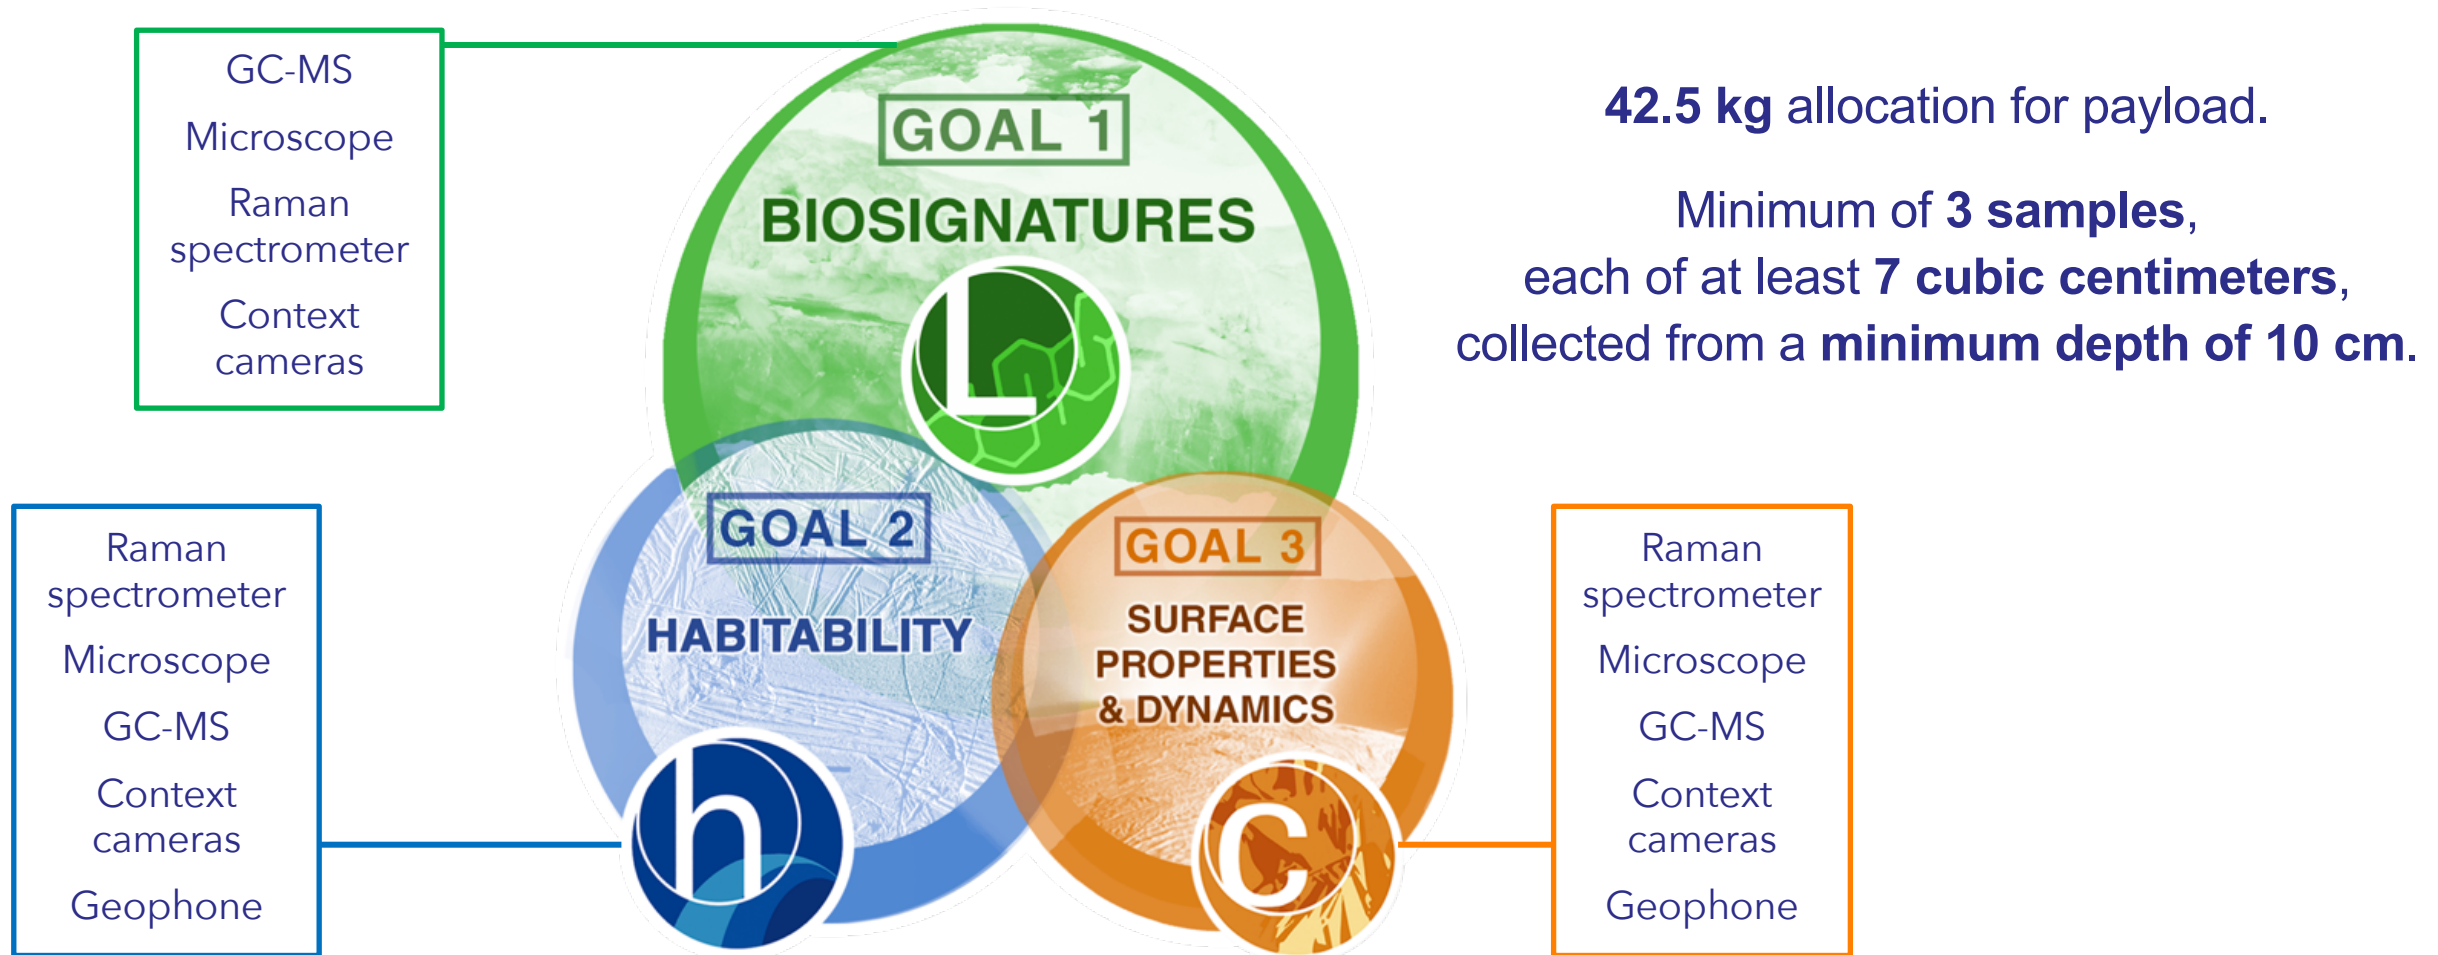 GC-MS
Microscope
Raman
spectrometer
Context
cameras
GOAL 1
BIOSIGNATURES
L
42.5 kg allocation for payload.
Minimum of 3 samples,
each of at least 7 cubic centimeters,
collected from a minimum depth of 10 cm.
Raman
spectrometer
Microscope
GC-MS
Context
cameras
Geophone
GOAL 2
HABITABILITY
h
GOAL 3
SURFACE
PROPERTIES
& DYNAMICS
C
Raman
spectrometer
Microscope
GC-MS
Context
cameras
Geophone